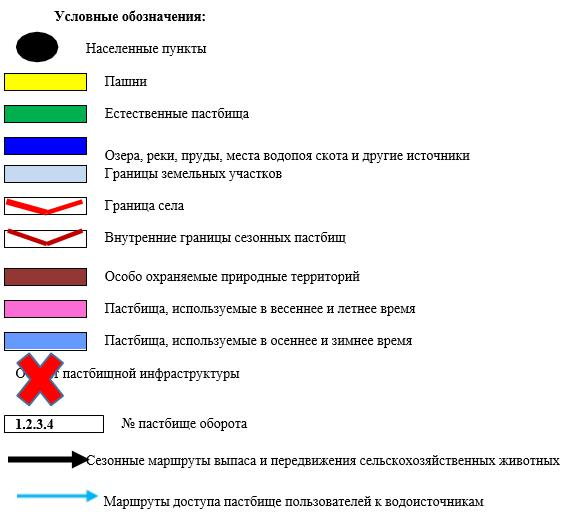 Условные обозначения:
Населенные пункты
Пашни
Естественные пастбища
Озера, реки, пруды, места водопоя скота и другие источники
Границы земельных участков
Граница села
Внутренние границы сезонных пастбищ
Особо охраняемые природные территорий
Пастбища, используемые в весеннее и летнее время
Пастбища, используемые в осеннее и зимнее время
пастбищной инфраструктуры
1.2.3.4 № пастбище оборота
Сезонные маршруты выпаса и передвижения сельскохозяйственных животных
Маршруты доступа пастбище пользователей к водоисточникам